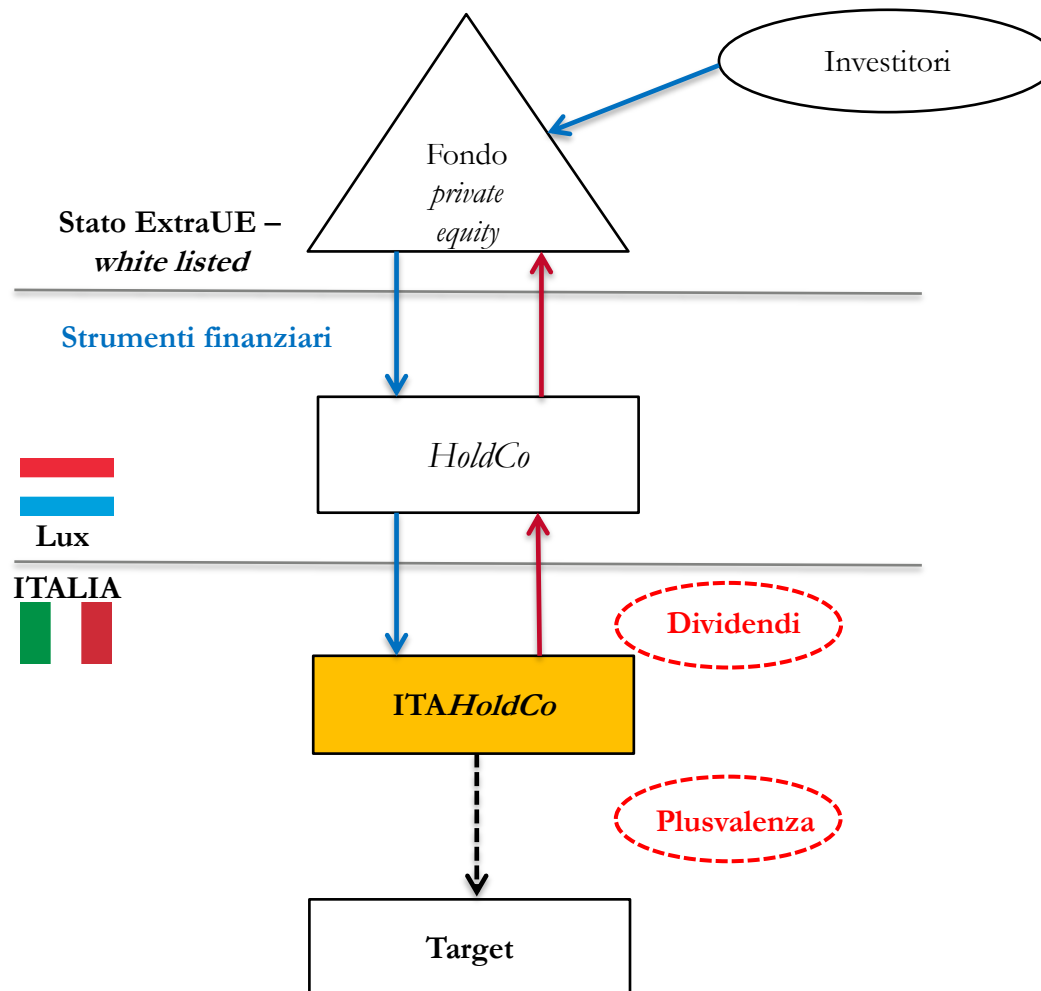 Investitori
Fondo
private
equity
Stato ExtraUE –
white listed
Strumenti finanziari
HoldCo
Lux
ITALIA
Dividendi
ITAHoldCo
Plusvalenza
Target